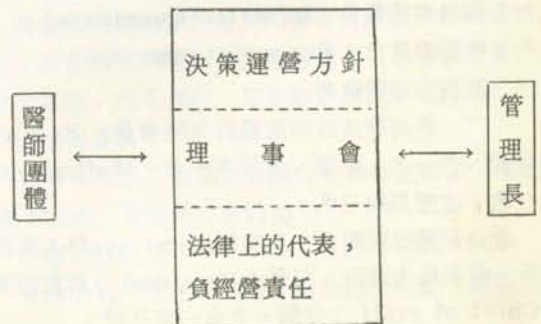 決策運營方針
醫師團體
理事會
管理長
法律上的代表，
負經營責任